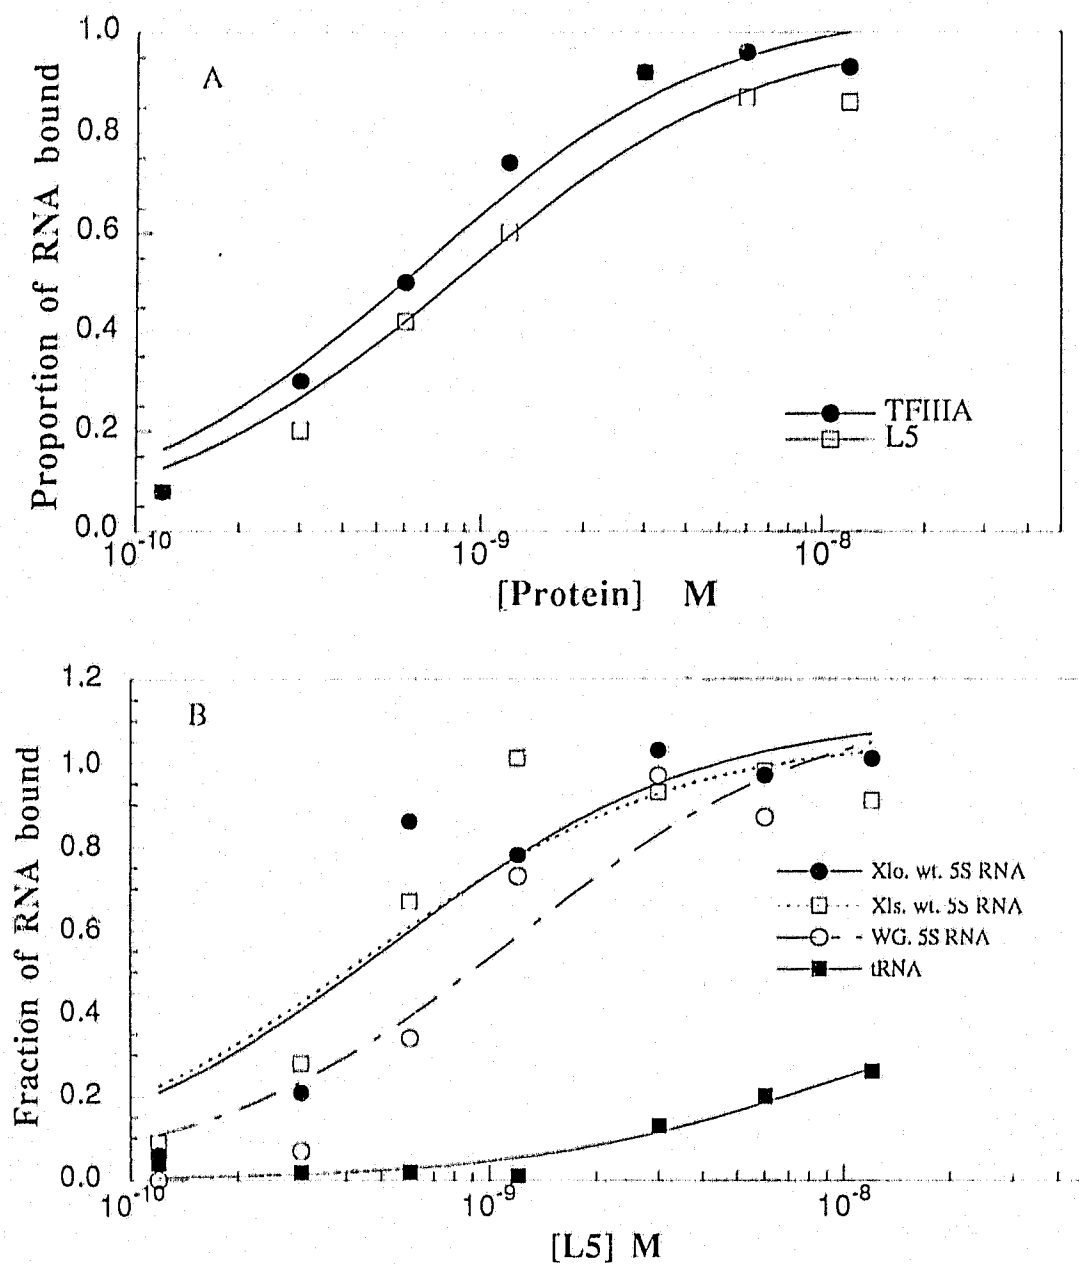 1.0
A
0.8
0.6
0.4
0.2
0.0
Proportion of RNA bound
TFIIIA
L5
10-10
10-9
10-8
[Protein] M
1.2
B
1.0
0.8
0.6
0.4
0.2
0.0
Fraction of RNA bound
Xlo. wt. 5S RNA
Xls. wt. 5S RNA
WG. 5S RNA
tRNA
10-10
10-9
10-8
[L5] M